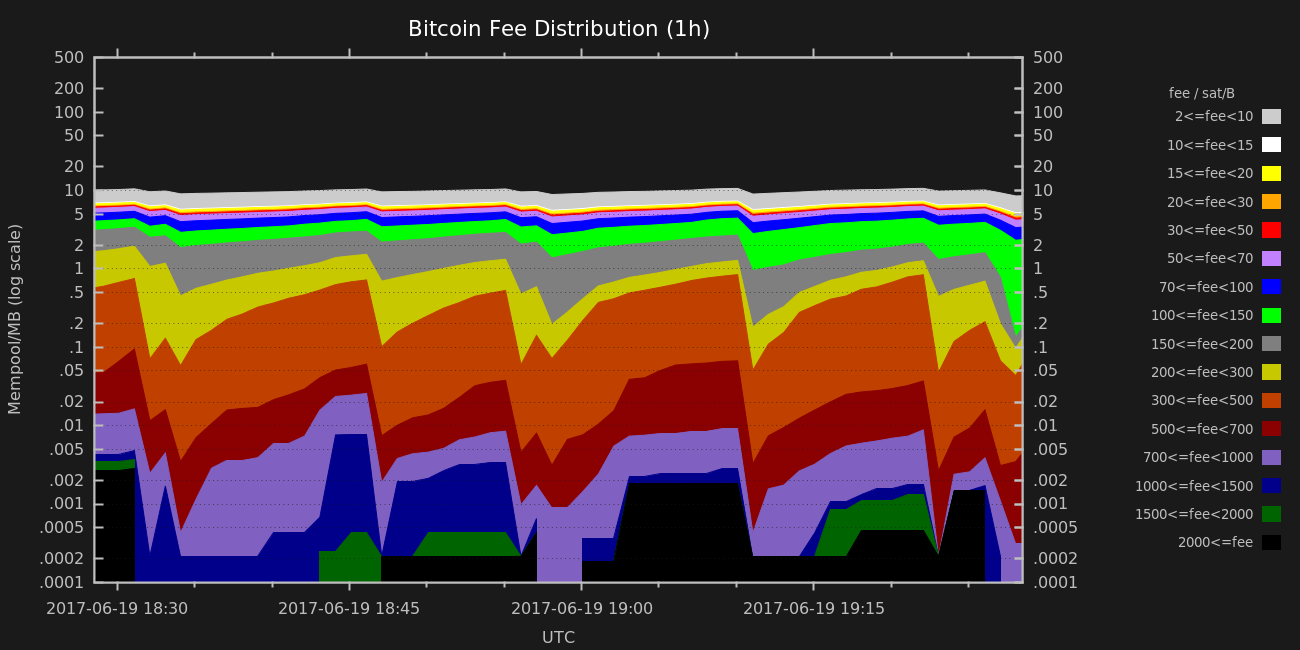 Bitcoin Fee Distribution (1h)
500
200
100
50
20
10
5
2
1
.5
.2
.1
.05
.02
.01
.005
.002
.001
.0005
.0002
.0001
Mempool/MB (log scale)
500
200
100
50
20
10
5
2
1
.5
.2
.1
.05
.02
.01
.005
.002
.001
.0005
.0002
.0001
2017-06-19 18:30
2017-06-19 18:45
2017-06-19 19:00
2017-06-19 19:15
UTC
fee / sat/B
2<=fee<10
10<=fee<15
15<=fee<20
20<=fee<30
30<=fee<50
50<=fee<70
70<=fee<100
100<=fee<150
150<=fee<200
200<=fee<300
300<=fee<500
500<=fee<700
700<=fee<1000
1000<=fee<1500
1500<=fee<2000
2000<=fee